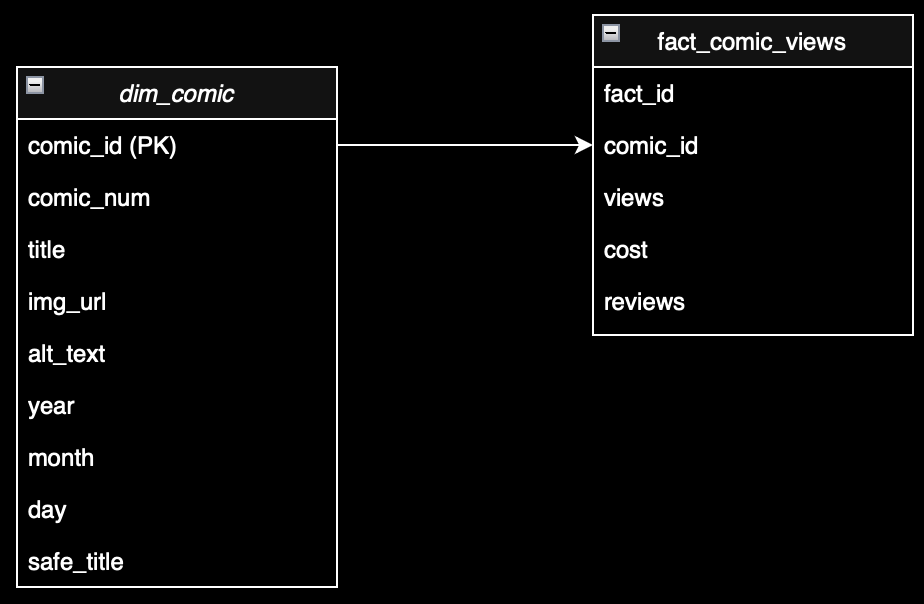 dim_comic
comic_id (PK)
comic_num
title
img_url
alt_text
year
month
day
safe_title
fact_comic_views
fact_id
comic_id
views
cost
reviews